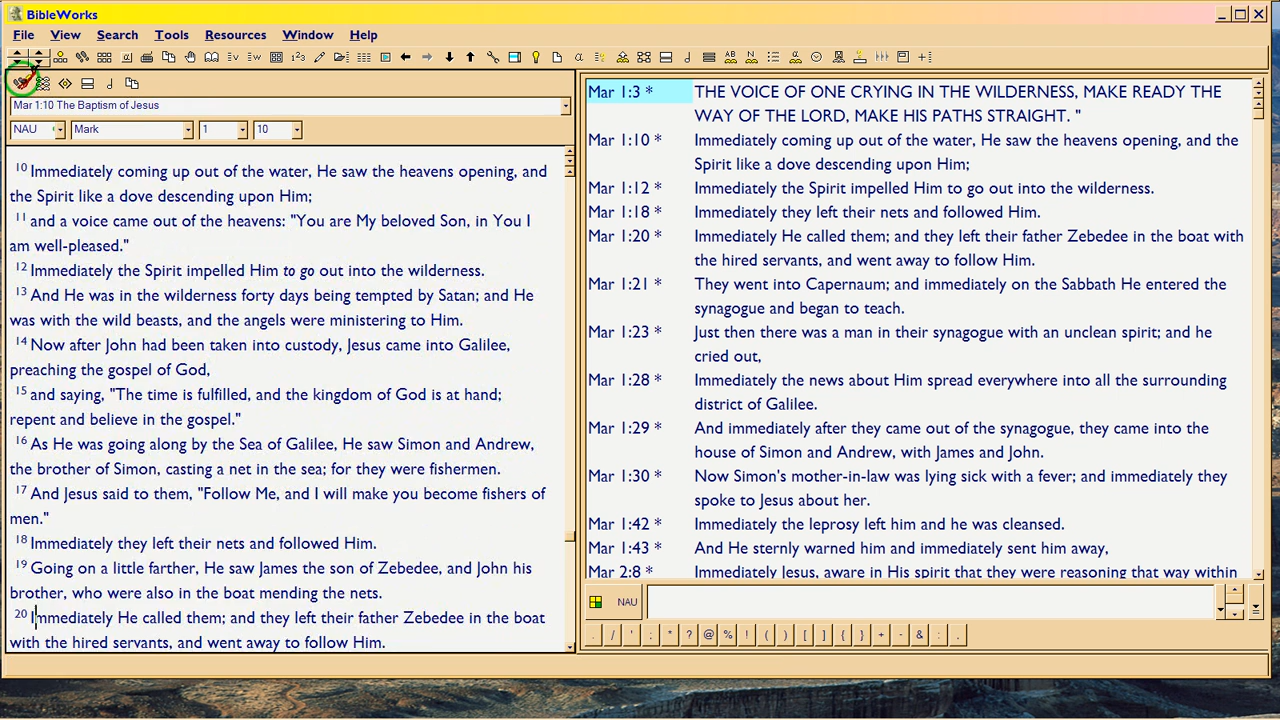 BibleWorks
File View Search Tools Resources Window Help
Mar 1:10 The Baptism of Jesus
NAU Mark 1 10
10 Immediately coming up out of the water, He saw the heavens opening, and
the Spirit like a dove descending upon Him;
11 and a voice came out of the heavens: "You are My beloved Son, in You I
am well-pleased."
12 Immediately the Spirit impelled Him to go out into the wilderness.
13 And He was in the wilderness forty days being tempted by Satan; and He
was with the wild beasts, and the angels were ministering to Him.
14 Now after John had been taken into custody, Jesus came into Galilee,
preaching the gospel of God,
15 and saying, "The time is fulfilled, and the kingdom of God is at hand;
repent and believe in the gospel."
16 As He was going along by the Sea of Galilee, He saw Simon and Andrew,
the brother of Simon, casting a net in the sea; for they were fishermen.
17 And Jesus said to them, "Follow Me, and I will make you become fishers of
men."
18 Immediately they left their nets and followed Him.
19 Going on a little farther, He saw James the son of Zebedee, and John his
brother, who were also in the boat mending the nets.
20 Immediately He called them; and they left their father Zebedee in the boat
with the hired servants, and went away to follow Him.
Mar 1:3 * THE VOICE OF ONE CRYING IN THE WILDERNESS, MAKE READY THE
WAY OF THE LORD, MAKE HIS PATHS STRAIGHT. "
Mar 1:10 * Immediately coming up out of the water, He saw the heavens opening, and the
Spirit like a dove descending upon Him;
Mar 1:12 * Immediately the Spirit impelled Him to go out into the wilderness.
Mar 1:18 * Immediately they left their nets and followed Him.
Mar 1:20 * Immediately He called them; and they left their father Zebedee in the boat with
the hired servants, and went away to follow Him.
Mar 1:21 * They went into Capernaum; and immediately on the Sabbath He entered the
synagogue and began to teach.
Mar 1:23 * Just then there was a man in their synagogue with an unclean spirit; and he
cried out,
Mar 1:28 * Immediately the news about Him spread everywhere into all the surrounding
district of Galilee.
Mar 1:29 * And immediately after they came out of the synagogue, they came into the
house of Simon and Andrew, with James and John.
Mar 1:30 * Now Simon's mother-in-law was lying sick with a fever; and immediately they
spoke to Jesus about her.
Mar 1:42 * Immediately the leprosy left him and he was cleansed.
Mar 1:43 * And He sternly warned him and immediately sent him away,
Mar 2:8 * Immediately Jesus, aware in His spirit that they were reasoning that way within
NAU
. / ' ; * ? @ % ! ( ) [ ] { } + - & : .